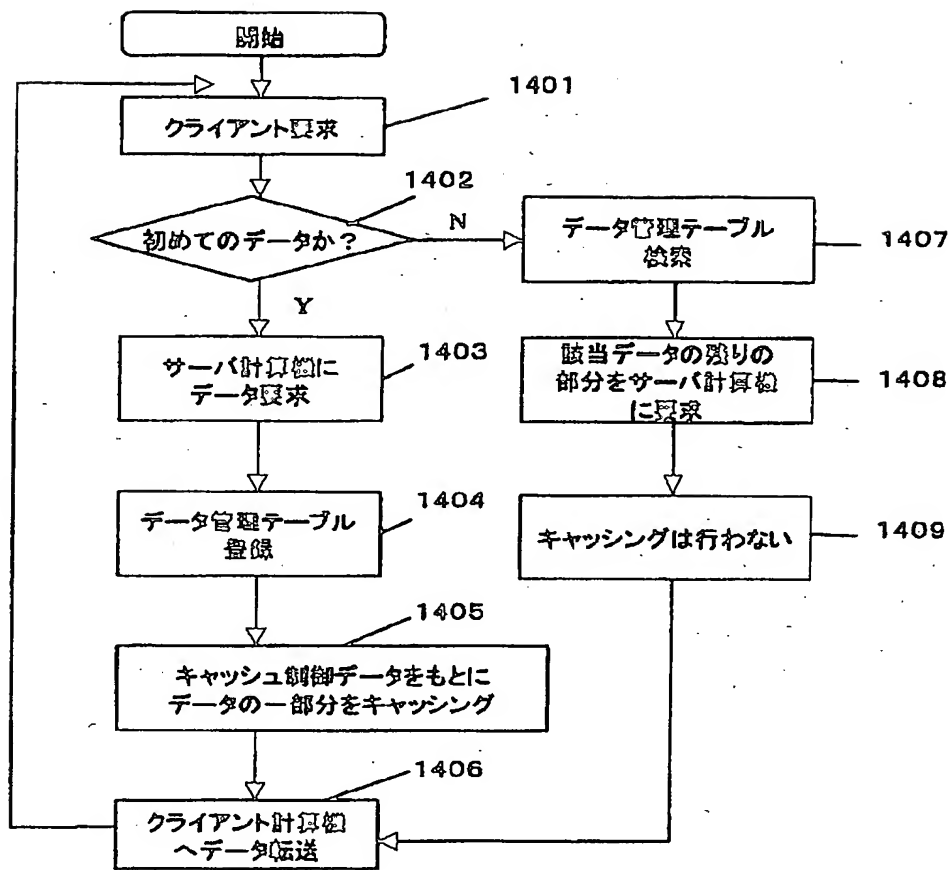 開始
1401
クライアント要求
1402
初めてのデータか？
N
Y
データ管理テーブル
検索
1407
1403
サーバ計算機に
データ要求
該当データの残りの
部分をサーバ計算機
に要求
1408
1404
データ管理テーブル
登録
キャッシングは行わない
1409
1405
キャッシュ制御データをもとに
データの一部分をキャッシング
1406
クライアント計算機
へデータ転送